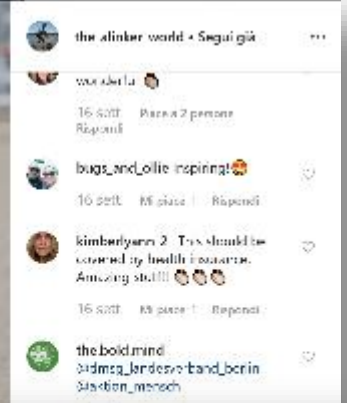 the alinker world • Segui già
wonderful 👏
16 sett Piace a 2 persone
Rispondi
bugs_and_ollie Inspiring!😍
16 sett Mi piace: 1 Rispondi
kimberlyann 2 This should be
covered by health insurance.
Amazing stuff!! 👏👏👏
16 sett Mi piace: 1 Rispondi
the.bold.mind
@dmsg_landesverband_berlin
@aktion_mensch